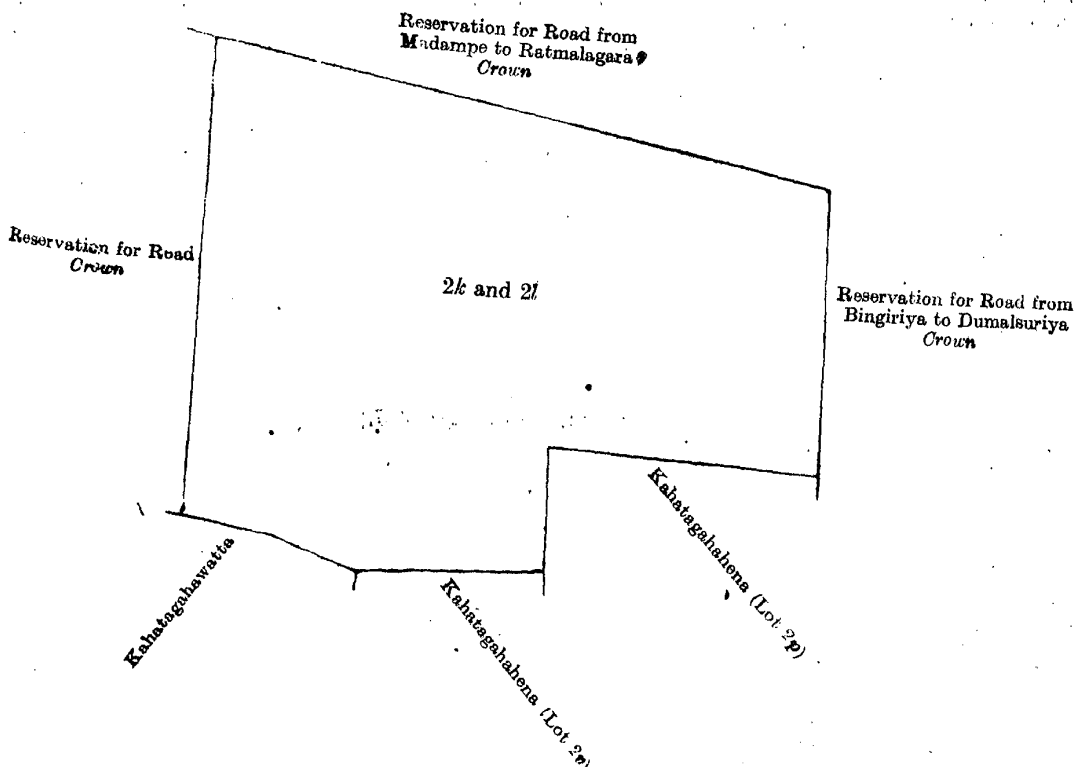 Reservation for Road from
Madampe to Ratmalagara
Crown
Reservation for Road
Crown
2k and 2l
Reservation for Road from
Bingiriya to Dumalsuriya
Crown
Kahatagahawatta
Kahatagahahena (Lot 2p)
Kahatagahahena (Lot